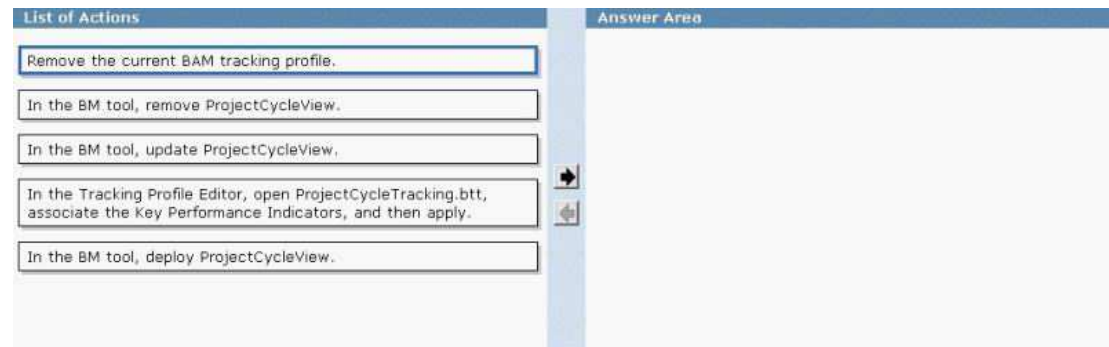 List of Actions
Answer Area
Remove the current BAM tracking profile.
In the BM tool, remove ProjectCycleView.
In the BM tool, update ProjectCycleView.
In the Tracking Profile Editor, open ProjectCycleTracking.btt,
associate the Key Performance Indicators, and then apply.
In the BM tool, deploy ProjectCycleView.